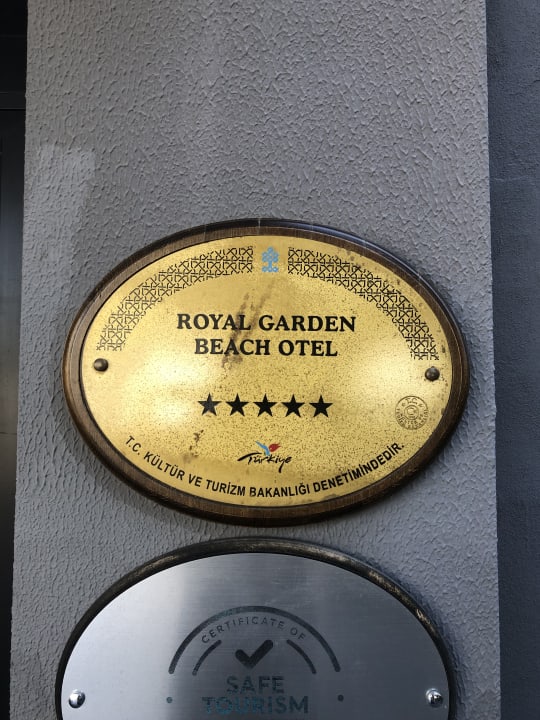 ROYAL GARDEN
BEACH OTEL
★★★★★
Türkiye
T.C. KÜLTÜR VE TURİZM BAKANLIĞI DENETİMİNDEDİR.
CERTIFICATE OF
SAFE
TOURISM